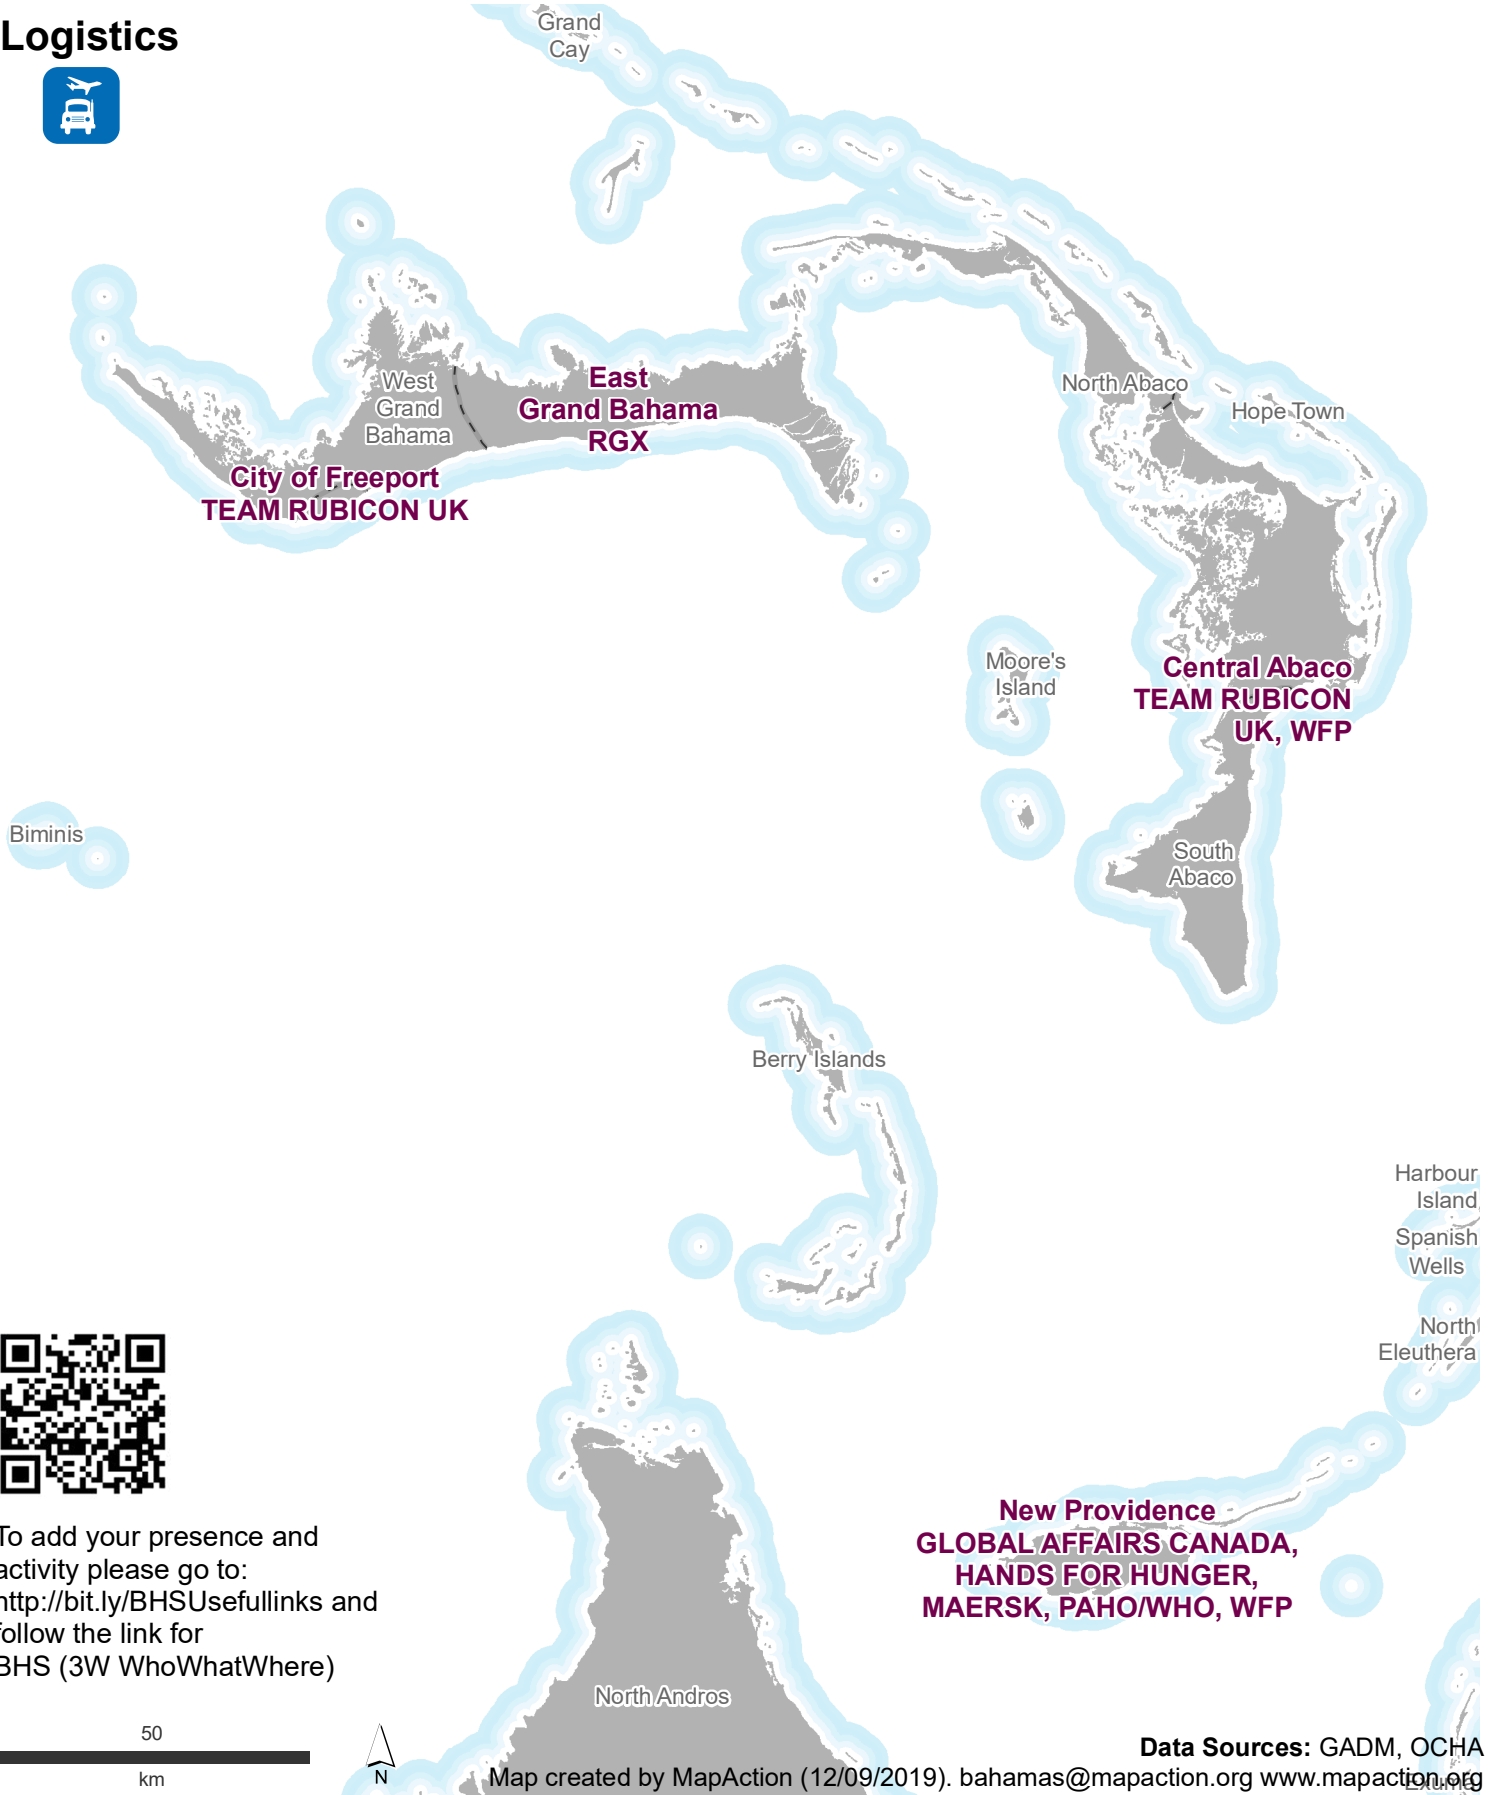 Logistics
Grand
Cay
West
Grand
Bahama
East
Grand Bahama
RGX
City of Freeport
TEAM RUBICON UK
North Abaco
Hope Town
Moore's
Island
Central Abaco
TEAM RUBICON
UK, WFP
Biminis
South
Abaco
Berry Islands
Harbour
Island
Spanish
Wells
North
Eleuthera
New Providence
GLOBAL AFFAIRS CANADA,
HANDS FOR HUNGER,
MAERSK, PAHO/WHO, WFP
North Andros
To add your presence and
activity please go to:
http://bit.ly/BHSUsefullinks and
follow the link for
BHS (3W WhoWhatWhere)
50
km
N
Data Sources: GADM, OCHA
Map created by MapAction (12/09/2019). bahamas@mapaction.org www.mapaction.org
Exuma